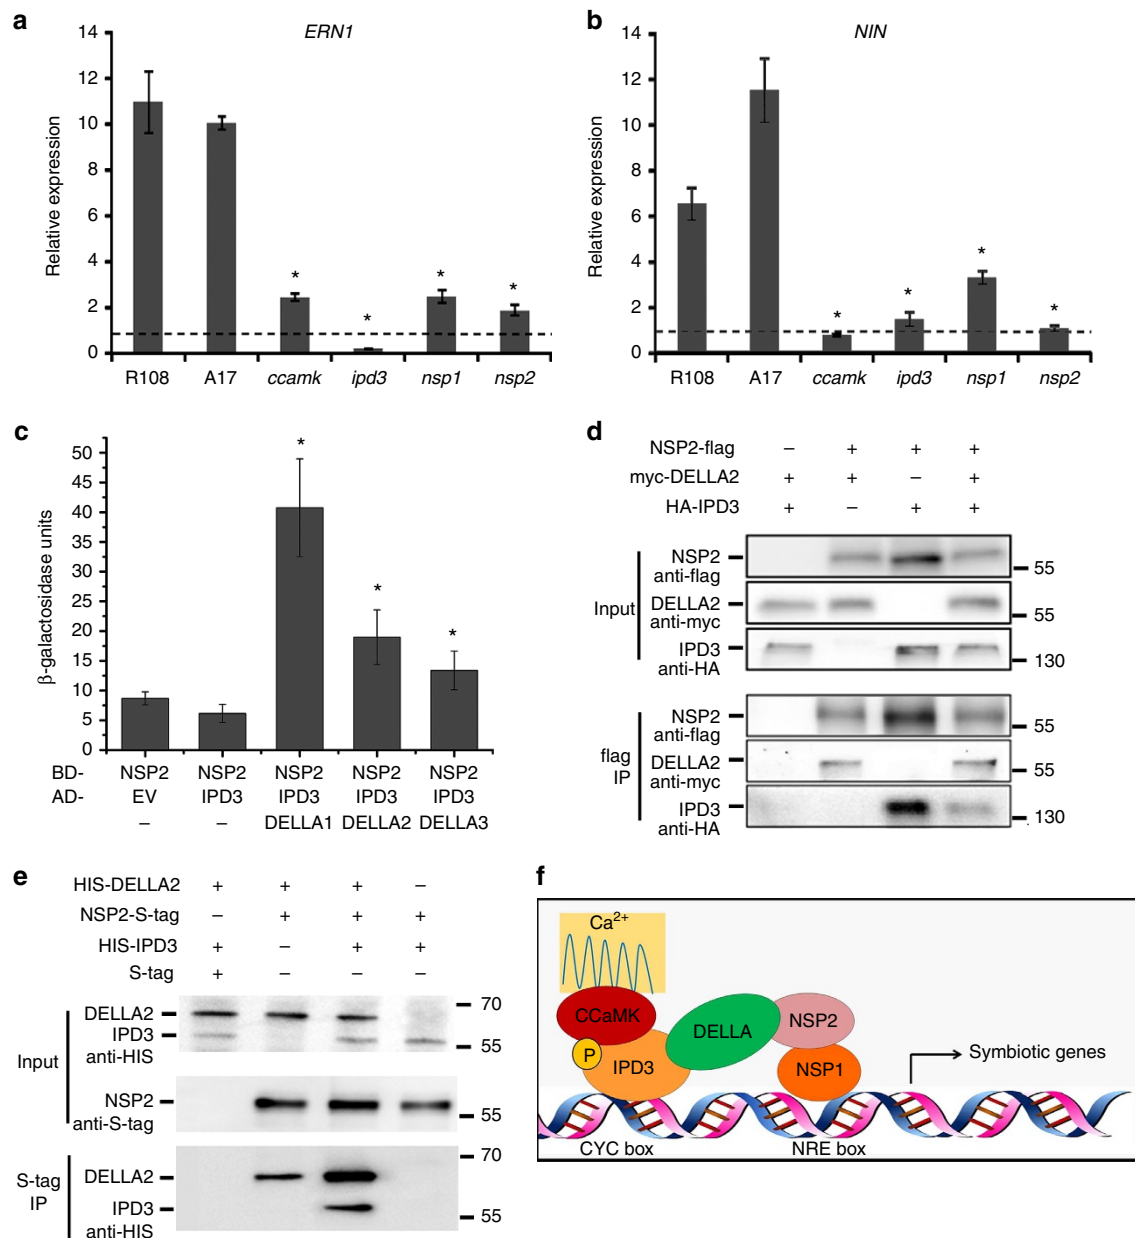 a
ERN1
Relative expression
14
12
10
8
6
4
2
0
* * * *
R108 A17 ccamk ipd3 nsp1 nsp2
b
NIN
Relative expression
14
12
10
8
6
4
2
0
* * * *
R108 A17 ccamk ipd3 nsp1 nsp2
c
β-galactosidase units
50
45
40
35
30
25
20
15
10
5
0
* * *
BD- NSP2 NSP2 NSP2 NSP2 NSP2
AD- EV IPD3 IPD3 IPD3 IPD3
– – DELLA1 DELLA2 DELLA3
d
NSP2-flag – + + +
myc-DELLA2 + + – +
HA-IPD3 + – + +
Input
NSP2
anti-flag
55
DELLA2
anti-myc
55
IPD3
anti-HA
130
flag
IP
NSP2
anti-flag
55
DELLA2
anti-myc
55
IPD3
anti-HA
130
e
HIS-DELLA2 + + + –
NSP2-S-tag – + + +
HIS-IPD3 + – + +
S-tag + – – –
Input
DELLA2
70
IPD3
anti-HIS
55
NSP2
anti-S-tag
55
S-tag
IP
70
DELLA2
IPD3
anti-HIS
55
f
Ca2+
CCaMK
P
IPD3
DELLA
NSP2
NSP1
Symbiotic genes
CYC box
NRE box